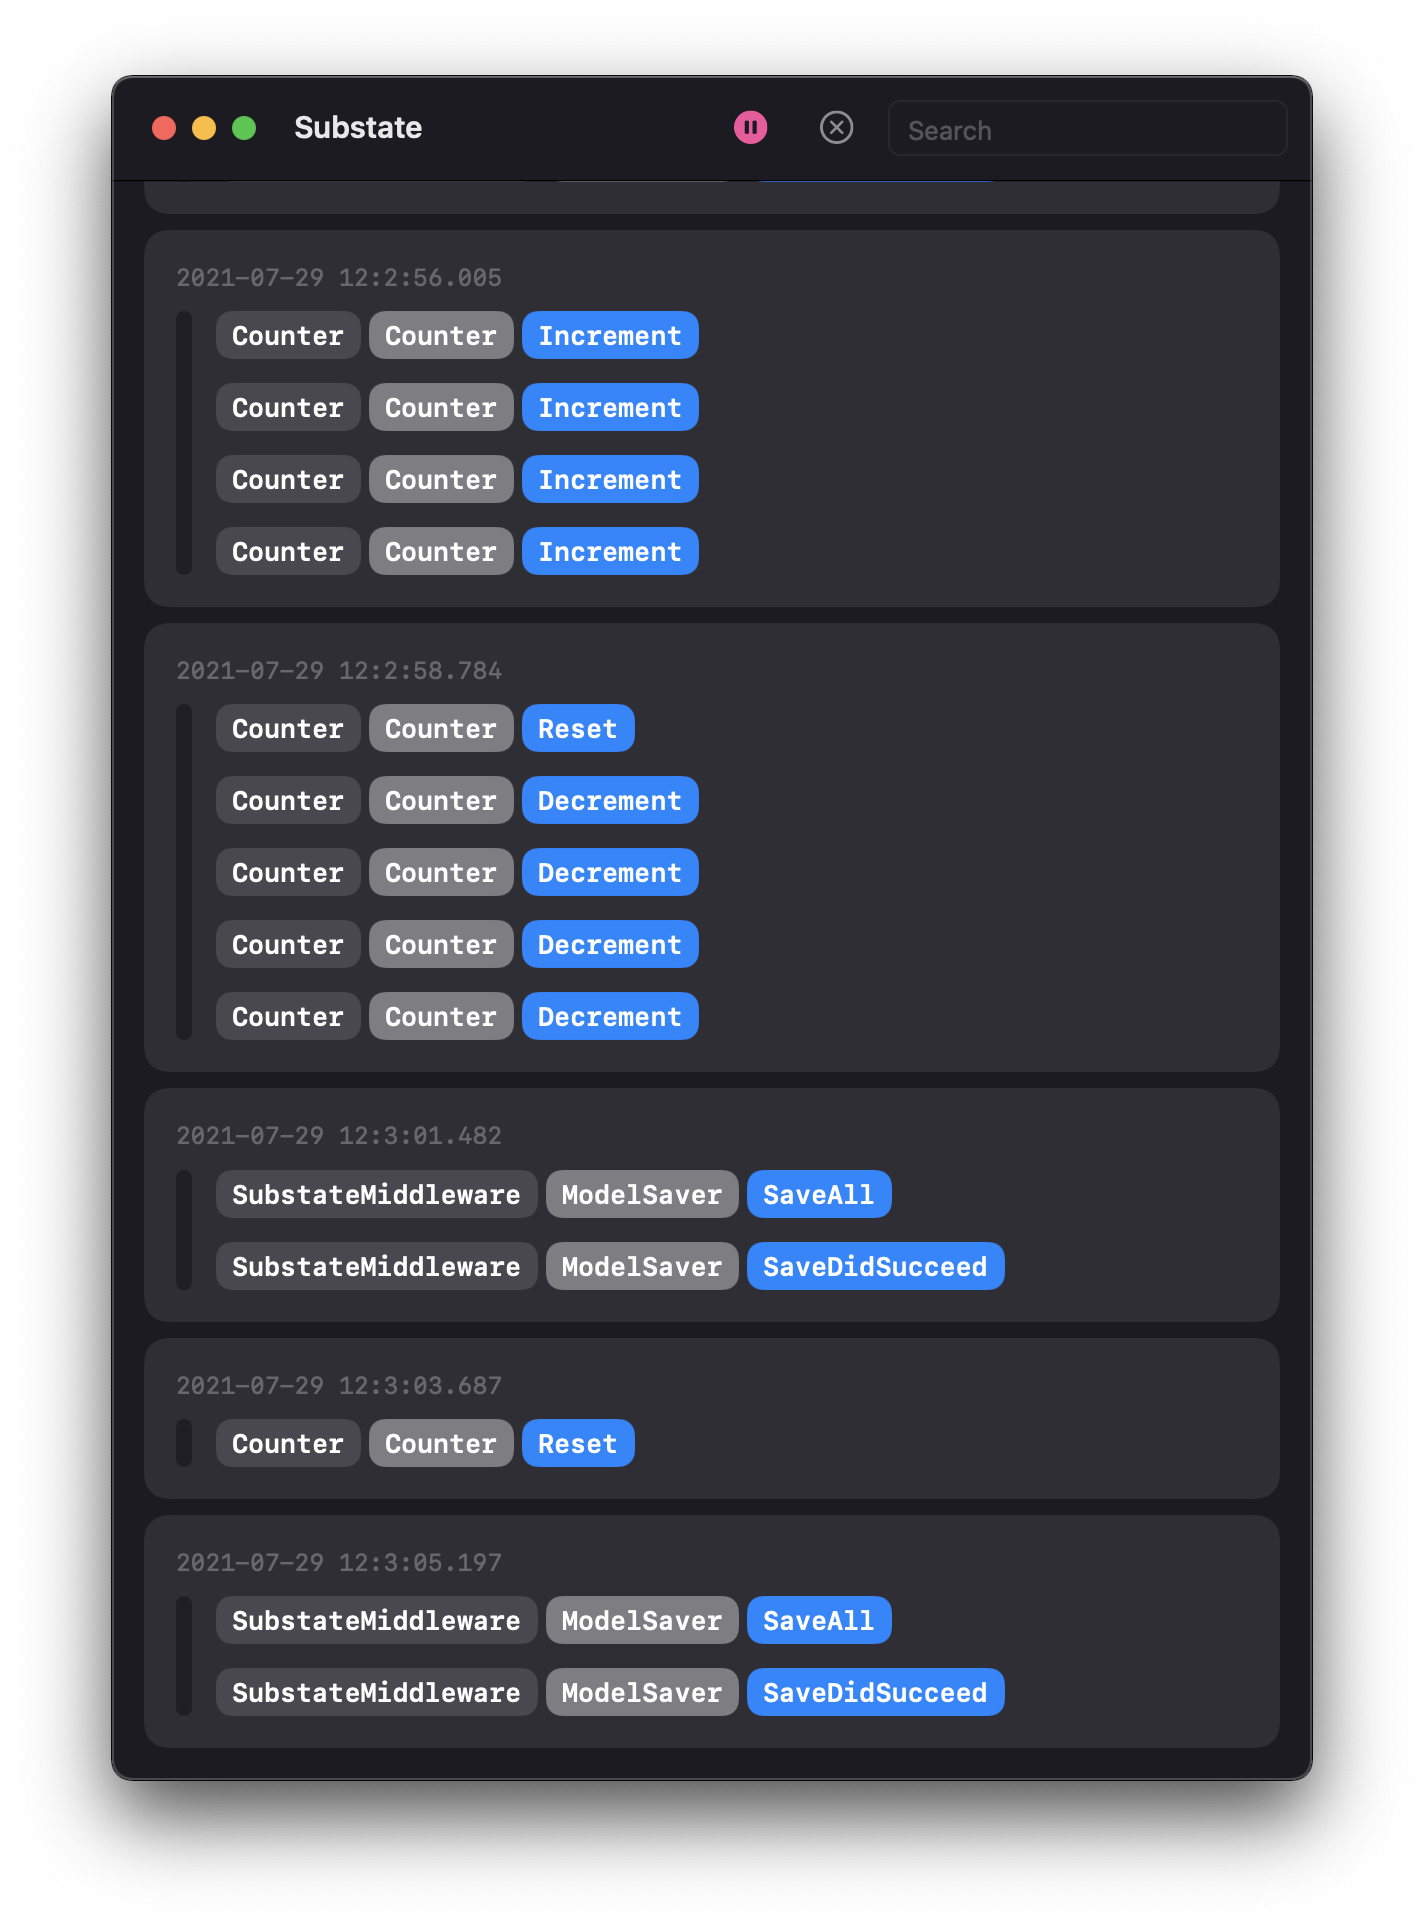 Substate Search
2021-07-29 12:2:56.005
Counter Counter Increment
Counter Counter Increment
Counter Counter Increment
Counter Counter Increment
2021-07-29 12:2:58.784
Counter Counter Reset
Counter Counter Decrement
Counter Counter Decrement
Counter Counter Decrement
Counter Counter Decrement
2021-07-29 12:3:01.482
SubstateMiddleware ModelSaver SaveAll
SubstateMiddleware ModelSaver SaveDidSucceed
2021-07-29 12:3:03.687
Counter Counter Reset
2021-07-29 12:3:05.197
SubstateMiddleware ModelSaver SaveAll
SubstateMiddleware ModelSaver SaveDidSucceed